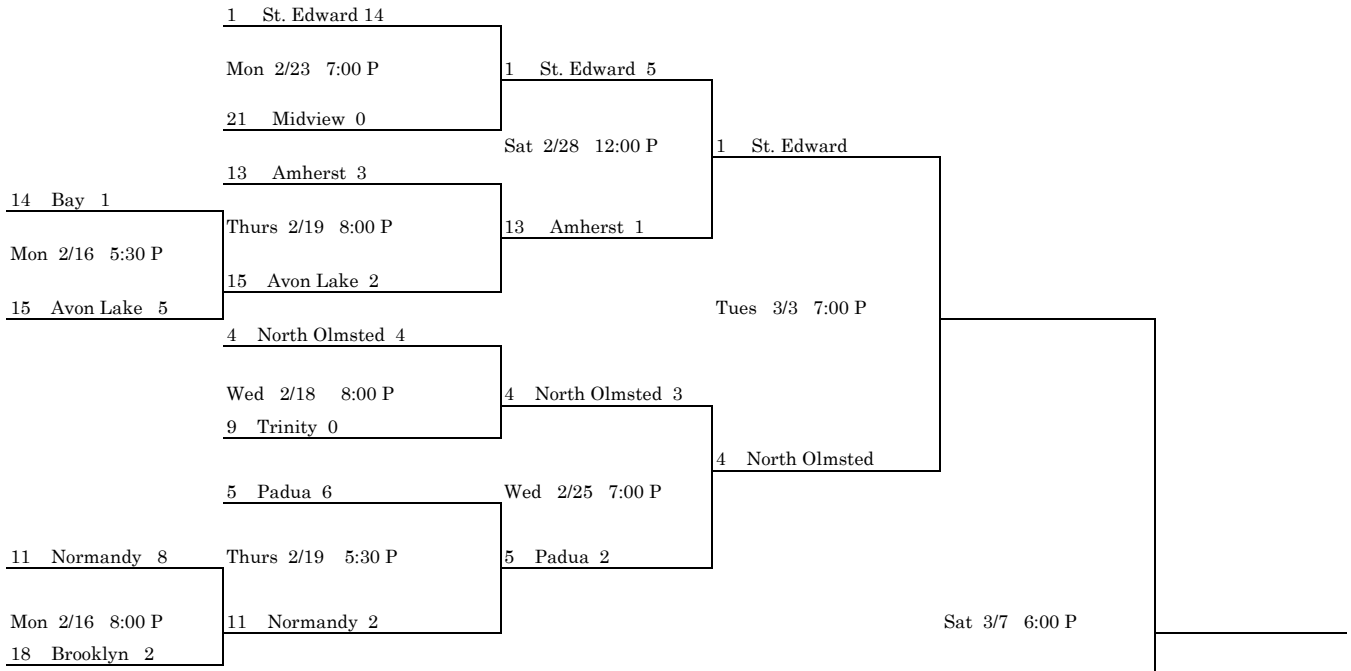 1 St. Edward 14
Mon 2/23 7:00 P
1 St. Edward 5
21 Midview 0
Sat 2/28 12:00 P
1 St. Edward
13 Amherst 3
14 Bay 1
Thurs 2/19 8:00 P
13 Amherst 1
Mon 2/16 5:30 P
15 Avon Lake 2
15 Avon Lake 5
Tues 3/3 7:00 P
4 North Olmsted 4
Wed 2/18 8:00 P
4 North Olmsted 3
9 Trinity 0
4 North Olmsted
5 Padua 6
Wed 2/25 7:00 P
11 Normandy 8
Thurs 2/19 5:30 P
5 Padua 2
Mon 2/16 8:00 P
11 Normandy 2
Sat 3/7 6:00 P
18 Brooklyn 2